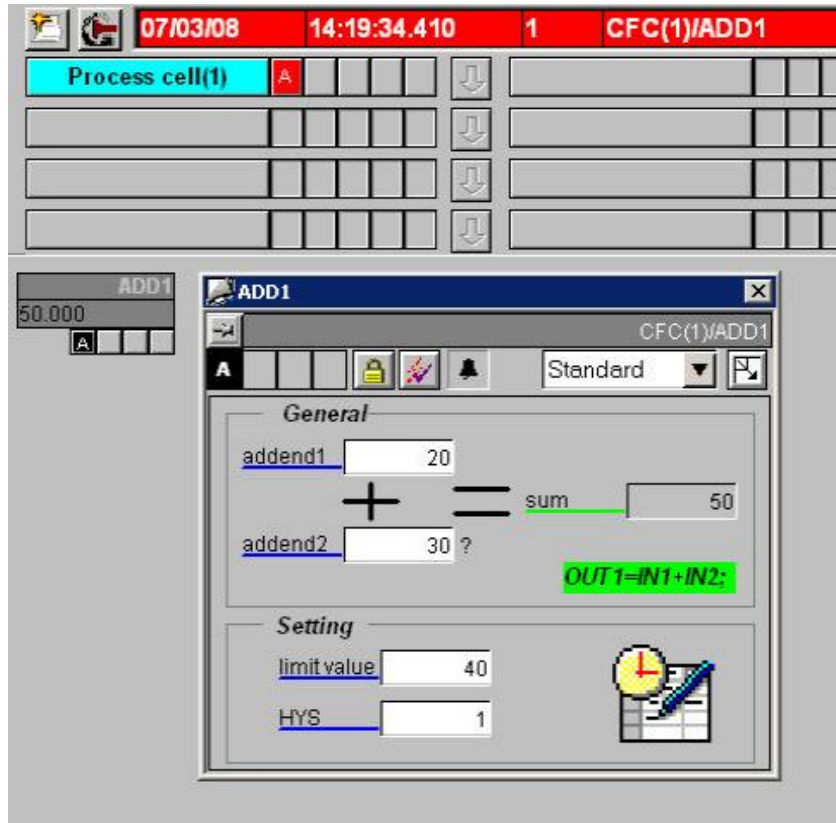 07/03/08 14:19:34.410 1 CFC(1)/ADD1
Process cell(1) A
ADD1
50.000
A
ADD1
CFC(1)/ADD1
A Standard
General
addend1 20
+ = sum 50
addend2 30 ?
OUT1=IN1+IN2;
Setting
limit value 40
HYS 1